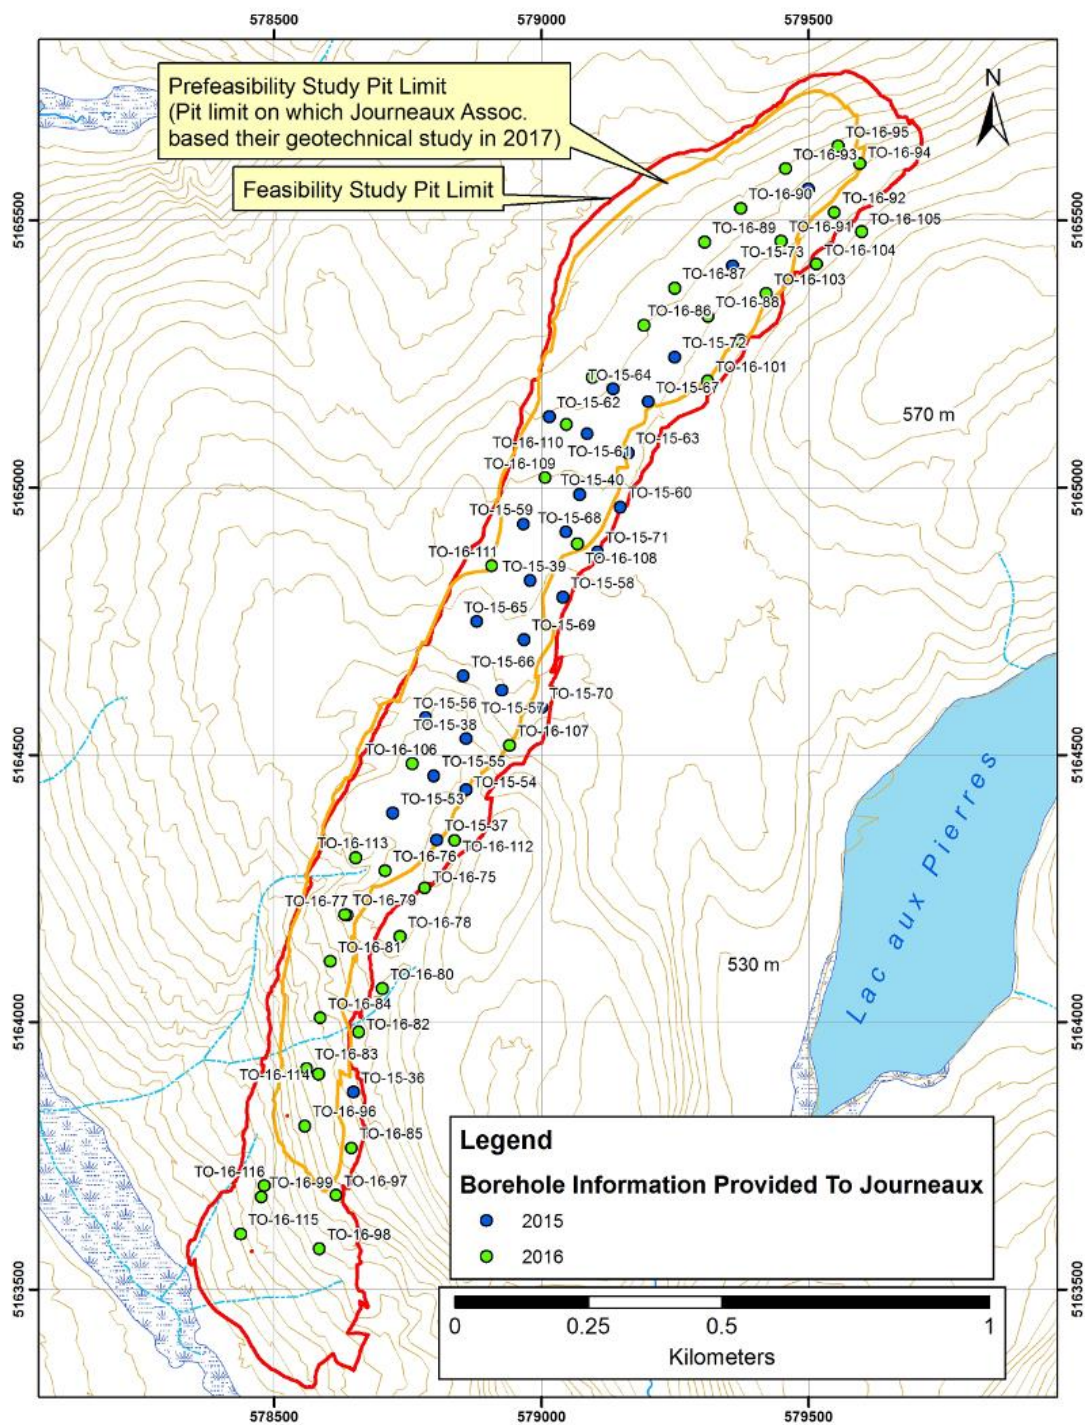 578500
579000
579500
Prefeasibility Study Pit Limit
(Pit limit on which Journeaux Assoc.
based their geotechnical study in 2017)
N
Feasibility Study Pit Limit
TO-16-95
TO-16-93
TO-16-94
TO-16-90
TO-16-92
5165500
5165500
TO-16-89
TO-16-91
TO-16-105
TO-15-73
TO-16-104
TO-16-87
TO-16-103
TO-16-86
TO-16-88
TO-15-72
TO-16-101
TO-15-64
TO-15-67
TO-15-62
570 m
TO-16-110
TO-15-61
TO-15-63
TO-16-109
TO-15-40
5165000
5165000
TO-15-60
TO-15-59
TO-15-68
TO-15-71
TO-16-111
TO-16-108
TO-15-39
TO-15-58
TO-15-65
TO-15-69
TO-15-66
TO-15-70
TO-15-56
TO-15-57
TO-15-38
TO-16-107
TO-16-106
5164500
5164500
TO-15-55
TO-15-54
TO-15-53
TO-15-37
TO-16-113
TO-16-112
TO-16-76
TO-16-75
TO-16-77
TO-16-79
TO-16-78
TO-16-81
Lac aux Pierres
530 m
TO-16-80
TO-16-84
TO-16-82
5164000
5164000
TO-16-83
TO-16-114
TO-15-36
TO-16-96
TO-16-85
TO-16-116
TO-16-99
TO-16-97
TO-16-115
TO-16-98
5163500
5163500
Legend
Borehole Information Provided To Journeaux
2015
2016
0
0.25
0.5
1
Kilometers
578500
579000
579500